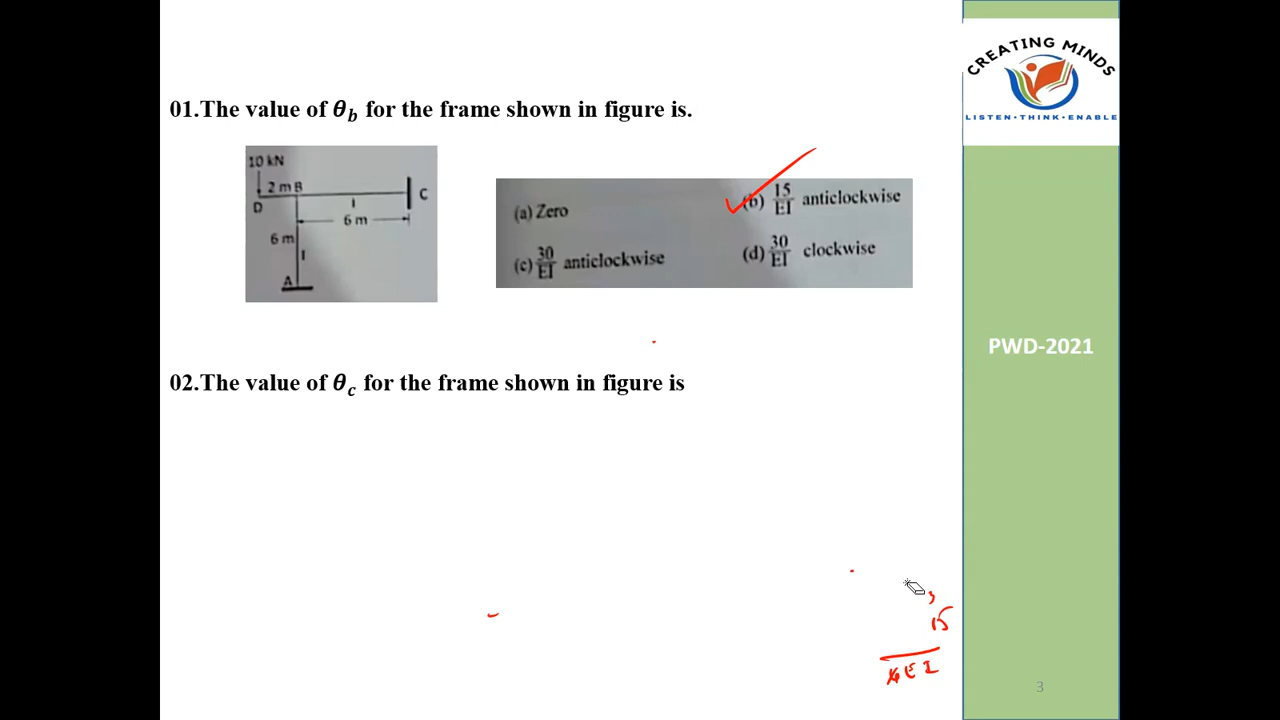 CREATING MINDS
LISTEN•THINK•ENABLE
01.The value of θb for the frame shown in figure is.
10 kN
2 m B
D
I
C
6 m
6 m
I
A
(a) Zero
(b) 15/EI anticlockwise
(c) 30/EI anticlockwise
(d) 30/EI clockwise
PWD-2021
02.The value of θc for the frame shown in figure is
15
EI
3